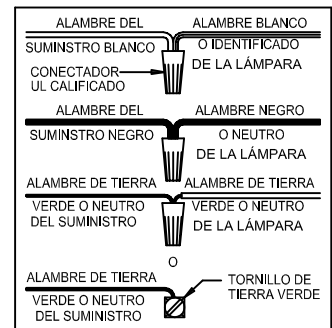 ALAMBRE DEL
SUMINSTRO BLANCO
ALAMBRE BLANCO
O IDENTIFICADO
DE LA LÁMPARA
CONECTADOR
UL CALIFICADO
ALAMBRE DEL
SUMINSTRO NEGRO
ALAMBRE NEGRO
O NEUTRO
DE LA LÁMPARA
ALAMBRE DE TIERRA
VERDE O NEUTRO
DEL SUMINISTRO
ALAMBRE DE TIERRA
VERDE O NEUTRO
DE LA LÁMPARA
O
ALAMBRE DE TIERRA
VERDE O NEUTRO
DEL SUMINISTRO
TORNILLO DE
TIERRA VERDE